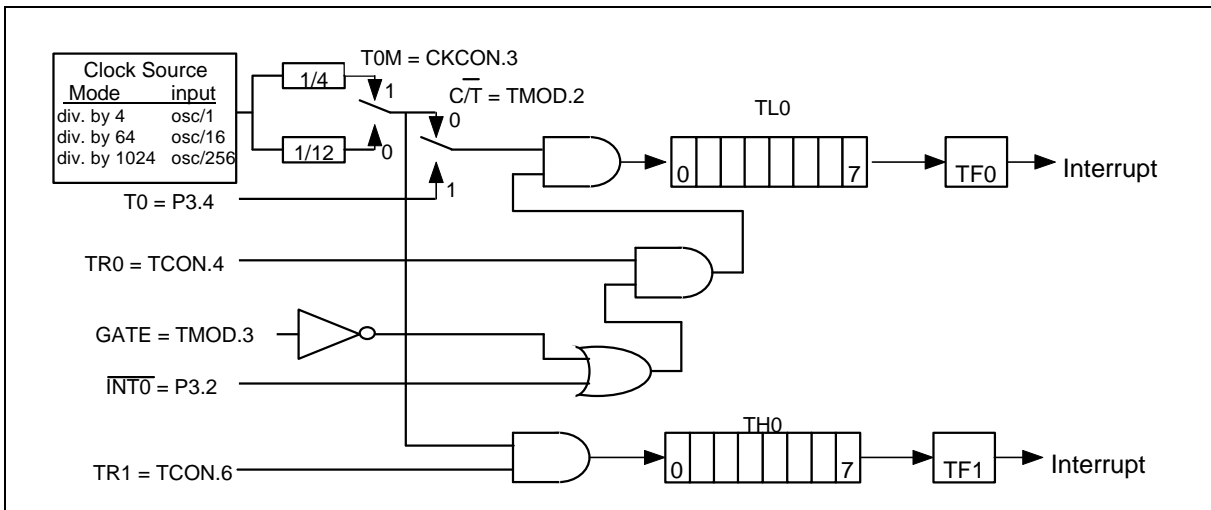 T0M = CKCON.3
Clock Source
Mode input
div. by 4 osc/1
div. by 64 osc/16
div. by 1024 osc/256
1/4
1
1/12
0
C/T̅ = TMOD.2
0
1
T0 = P3.4
TL0
0 7
TF0
Interrupt
TR0 = TCON.4
GATE = TMOD.3
I̅N̅T̅0̅ = P3.2
TH0
0 7
TF1
Interrupt
TR1 = TCON.6